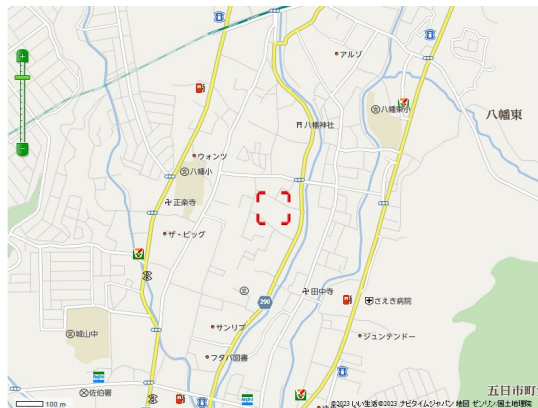 アルゾ
八幡東小
八幡東
八幡神社
ウォンツ
八幡小
正楽寺
ザ・ビッグ
290
田中寺
さえき病院
サンリブ
ジュンテンドー
城山中
フタバ図書
佐伯署
五日市町
100 m
©2023 いい生活©2023 ナビタイムジャパン 地図 ゼンリン/国土地理院